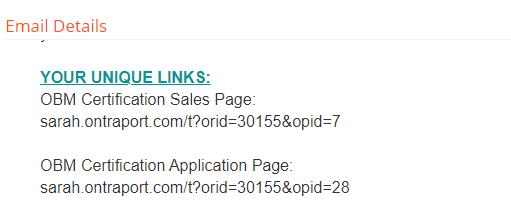 Email Details
YOUR UNIQUE LINKS:
OBM Certification Sales Page:
sarah.ontraport.com/t?orid=30155&opid=7
OBM Certification Application Page:
sarah.ontraport.com/t?orid=30155&opid=28